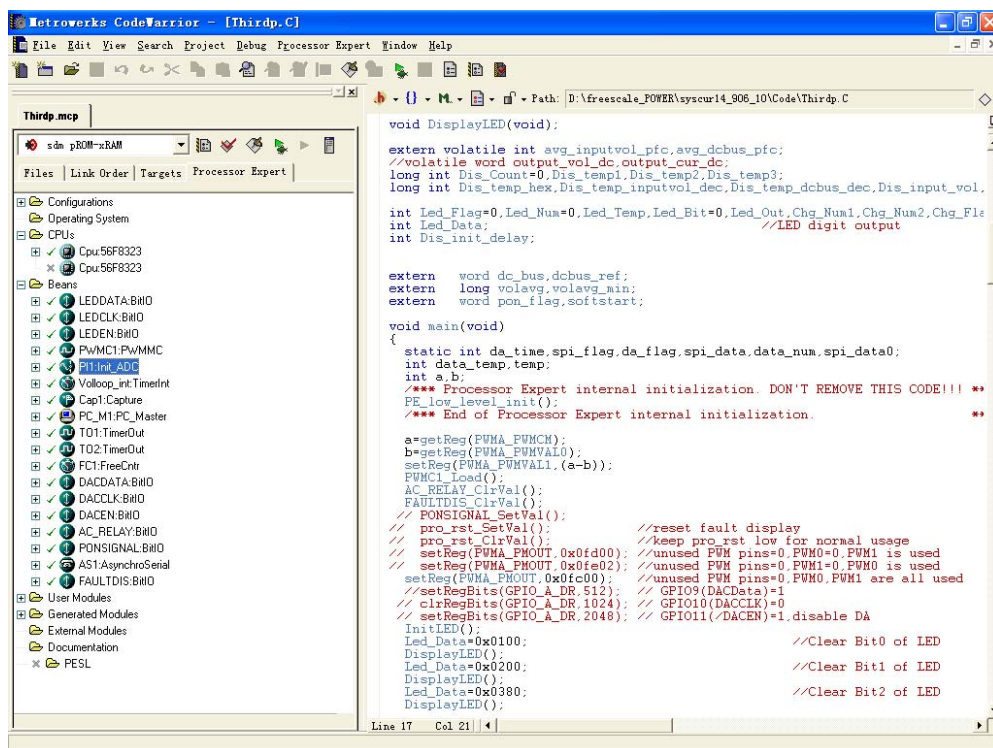 Metrowerks CodeWarrior - [Thirdp.C]
File Edit View Search Project Debug Processor Expert Window Help
Thirdp.mcp
sdm pROM-xRAM
Files Link Order Targets Processor Expert
Configurations
Operating System
CPUs
Cpu:56F8323
Cpu:56F8323
Beans
LEDDATA:BitIO
LEDCLK:BitIO
LEDEN:BitIO
PWMC1:PWMMC
PI1:Init_ADC
Volloop_int:TimerInt
Cap1:Capture
PC_M1:PC_Master
TO1:TimerOut
TO2:TimerOut
FC1:FreeCntr
DACDATA:BitIO
DACCLK:BitIO
DACEN:BitIO
AC_RELAY:BitIO
PONSIGNAL:BitIO
AS1:AsynchroSerial
FAULTDIS:BitIO
User Modules
Generated Modules
External Modules
Documentation
PESL
h {} M. Path: D:\freescale_POWER\syscur14_906_10\Code\Thirdp.C
void DisplayLED(void);
extern volatile int avg_inputvol_pfc,avg_dcbus_pfc;
//volatile word output_vol_dc,output_cur_dc;
long int Dis_Count=0,Dis_temp1,Dis_temp2,Dis_temp3;
long int Dis_temp_hex,Dis_temp_inputvol_dec,Dis_temp_dcbus_dec,Dis_input_vol,
int Led_Flag=0,Led_Num=0,Led_Temp,Led_Bit=0,Led_Out,Chg_Num1,Chg_Num2,Chg_Fla
int Led_Data; //LED digit output
int Dis_init_delay;
extern word dc_bus,dcbus_ref;
extern long volavg,volavg_min;
extern word pon_flag,softstart;
void main(void)
{
static int da_time,spi_flag,da_flag,spi_data,data_num,spi_data0;
int data_temp,temp;
int a,b;
/*** Processor Expert internal initialization. DON'T REMOVE THIS CODE!!! **
PE_low_level_init();
/*** End of Processor Expert internal initialization. **
a=getReg(PWMA_PWMCM);
b=getReg(PWMA_PWMVAL0);
setReg(PWMA_PWMVAL1,(a-b));
PWMC1_Load();
AC_RELAY_ClrVal();
FAULTDIS_ClrVal();
// PONSIGNAL_SetVal();
// pro_rst_SetVal(); //reset fault display
// pro_rst_ClrVal(); //keep pro_rst low for normal usage
// setReg(PWMA_PMOUT,0x0fd00); //unused PWM pins=0,PWM0=0,PWM1 is used
// setReg(PWMA_PMOUT,0x0fe02); //unused PWM pins=0,PWM1=0,PWM0 is used
setReg(PWMA_PMOUT,0x0fc00); //unused PWM pins=0,PWM0,PWM1 are all used
//setRegBits(GPIO_A_DR,512); // GPIO9(DACData)=1
// clrRegBits(GPIO_A_DR,1024); // GPIO10(DACCLK)=0
// setRegBits(GPIO_A_DR,2048); // GPIO11(/DACEN)=1,disable DA
InitLED();
Led_Data=0x0100; //Clear Bit0 of LED
DisplayLED();
Led_Data=0x0200; //Clear Bit1 of LED
DisplayLED();
Led_Data=0x0380; //Clear Bit2 of LED
DisplayLED();
Line 17 Col 21